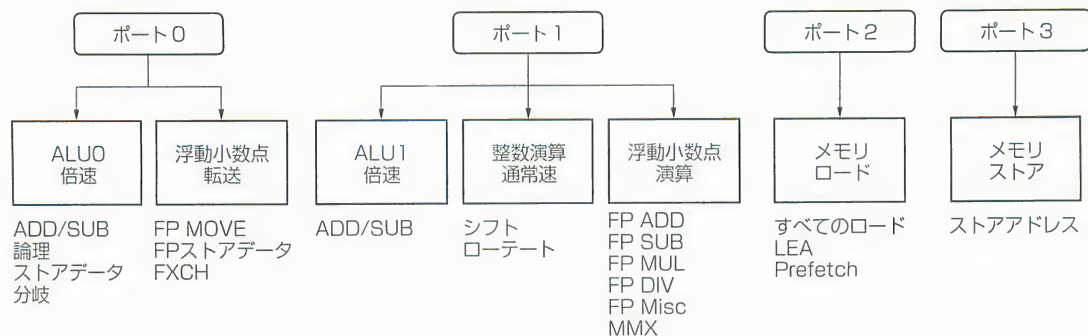 ポート0
ポート1
ポート2
ポート3
ALU0
倍速
浮動小数点
転送
ALU1
倍速
整数演算
通常速
浮動小数点
演算
メモリ
ロード
メモリ
ストア
ADD/SUB
論理
ストアデータ
分岐
FP MOVE
FPストアデータ
FXCH
ADD/SUB
シフト
ローテート
FP ADD
FP SUB
FP MUL
FP DIV
FP Misc
MMX
すべてのロード
LEA
Prefetch
ストアアドレス